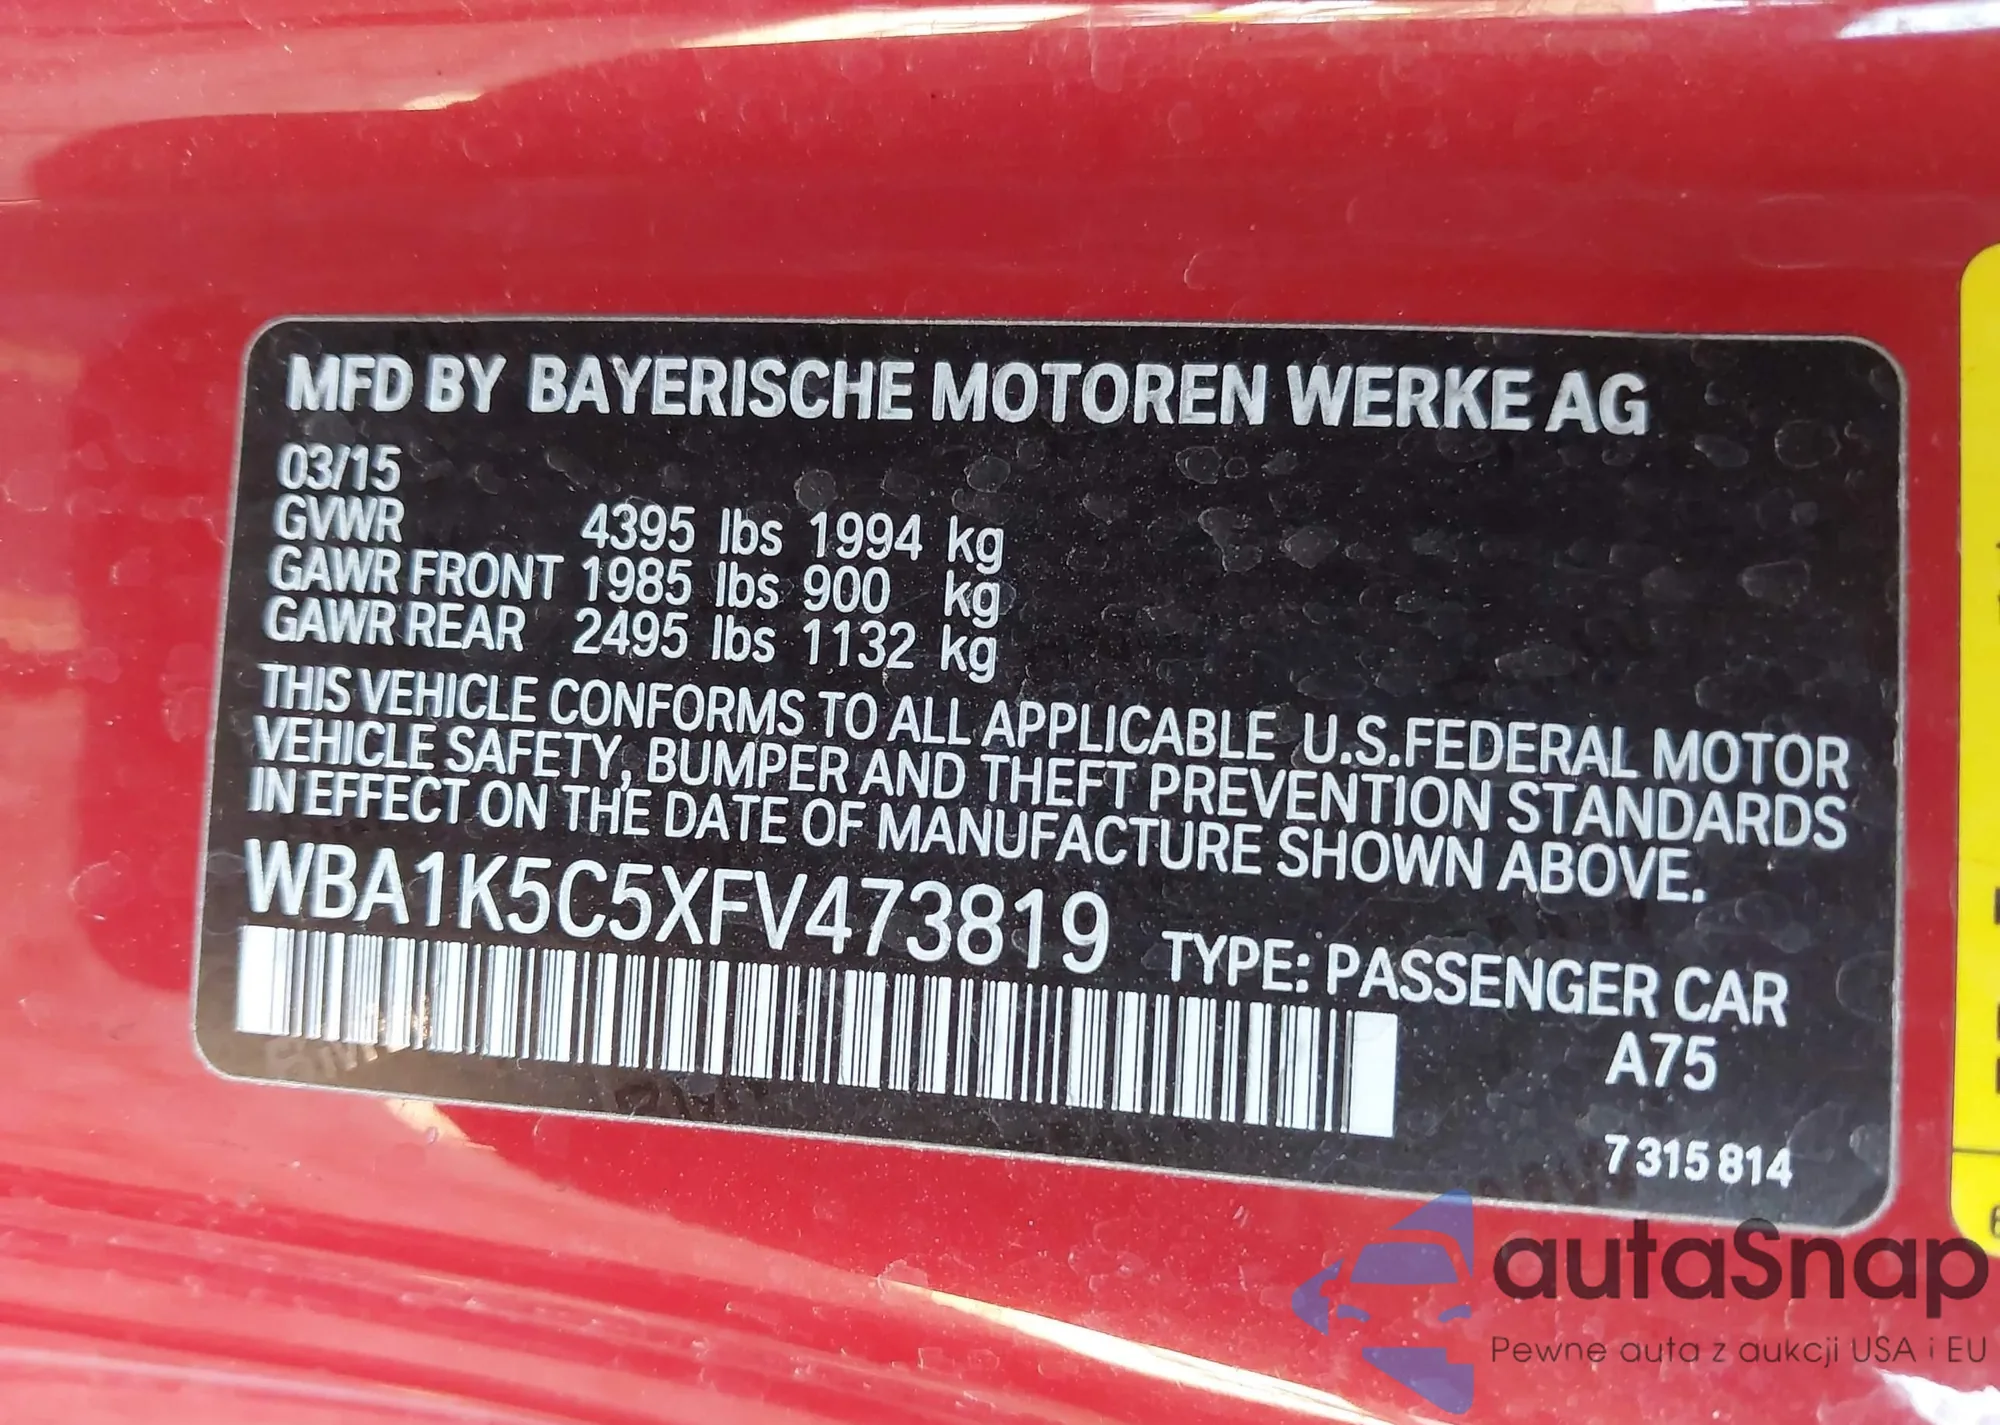 MFD BY BAYERISCHE MOTOREN WERKE AG
03/15
GVWR 4395 lbs 1994 kg
GAWR FRONT 1985 lbs 900 kg
GAWR REAR 2495 lbs 1132 kg
THIS VEHICLE CONFORMS TO ALL APPLICABLE U.S.FEDERAL MOTOR
VEHICLE SAFETY, BUMPER AND THEFT PREVENTION STANDARDS
IN EFFECT ON THE DATE OF MANUFACTURE SHOWN ABOVE.
WBA1K5C5XFV473819 TYPE: PASSENGER CAR
A75
7 315 814
autaSnap
Pewne auta z aukcji USA i EU